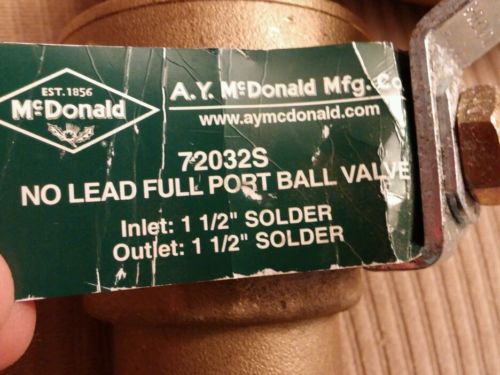 EST. 1856
McDonald
A.Y. McDonald Mfg. Co
www.aymcdonald.com
72032S
NO LEAD FULL PORT BALL VALVE
Inlet: 1 1/2" SOLDER
Outlet: 1 1/2" SOLDER